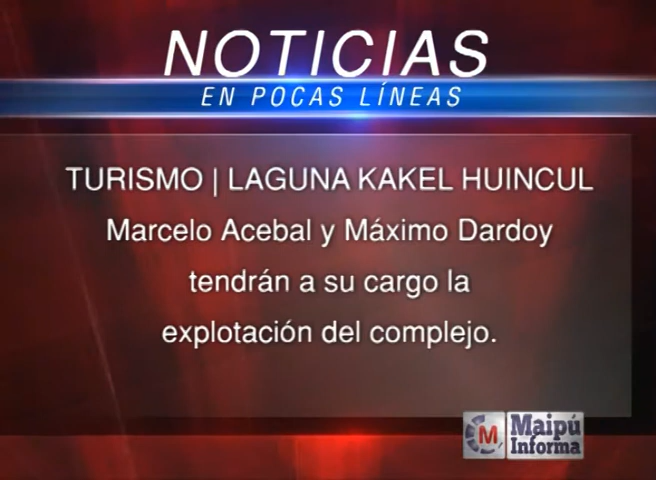 NOTICIAS
EN POCAS LÍNEAS
TURISMO | LAGUNA KAKEL HUINCUL
Marcelo Acebal y Máximo Dardoy
tendrán a su cargo la
explotación del complejo.
M Maipú
Informa